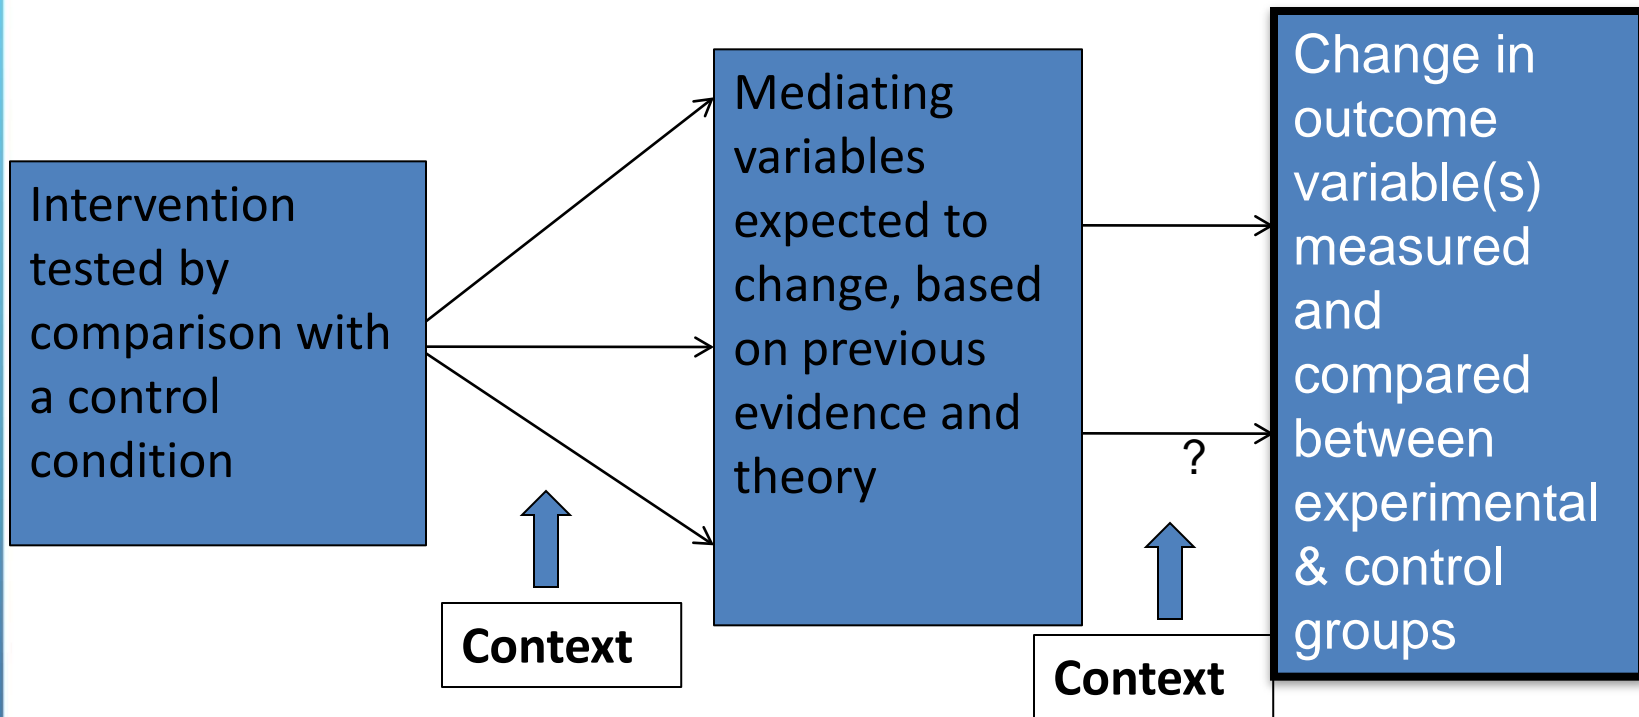 Intervention
tested by
comparison with
a control
condition
Context
Mediating
variables
expected to
change, based
on previous
evidence and
theory
?
Context
Change in
outcome
variable(s)
measured
and
compared
between
experimental
& control
groups